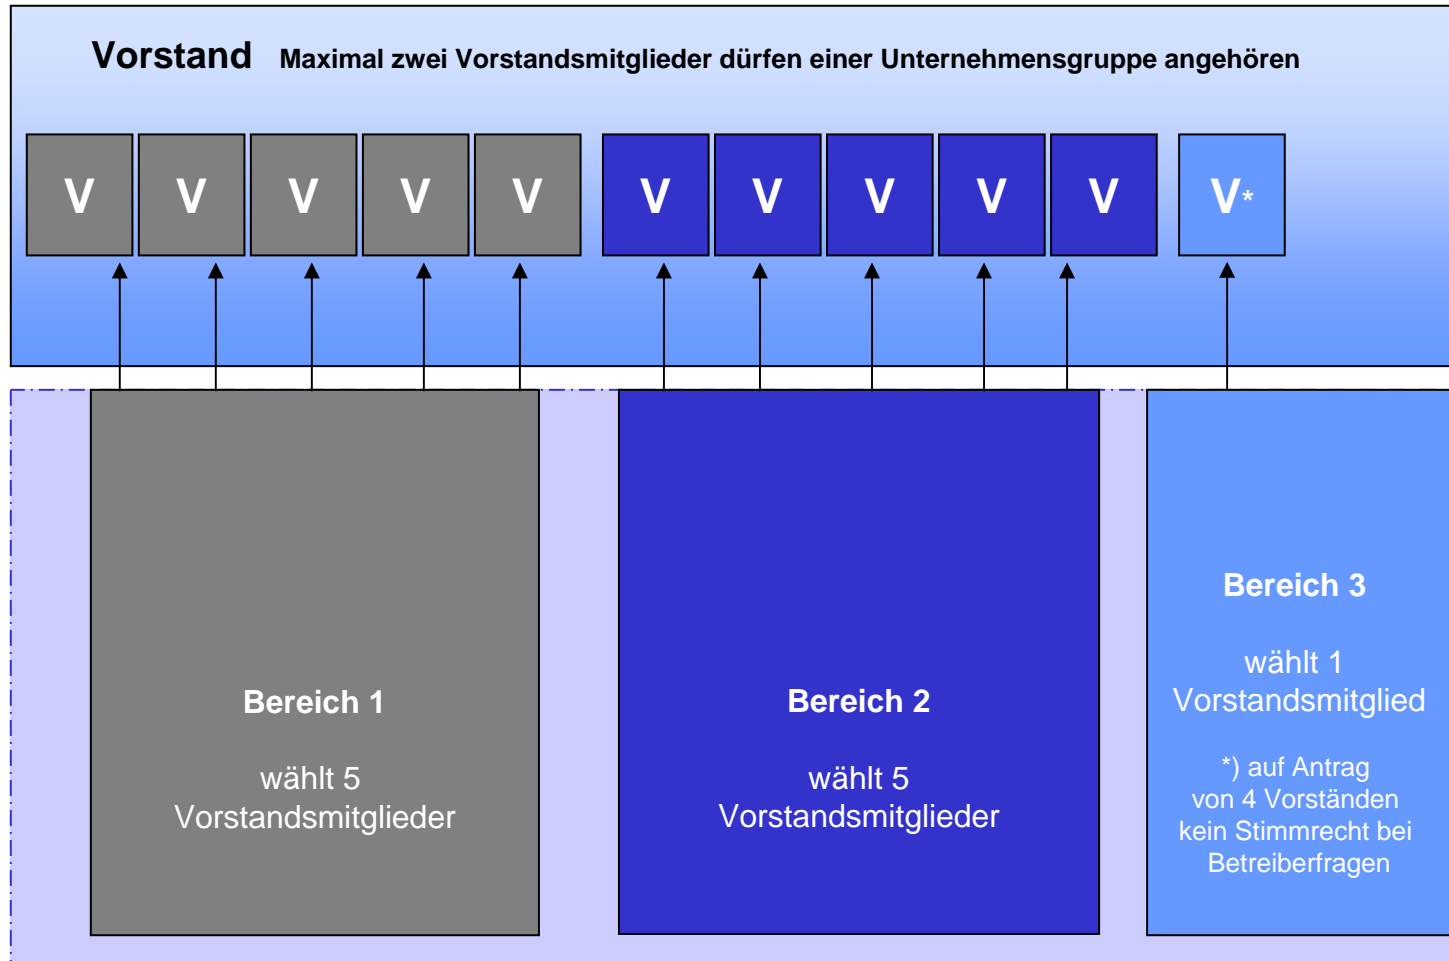 Vorstand Maximal zwei Vorstandsmitglieder dürfen einer Unternehmensgruppe angehören
V V V V V V V V V V V*
Bereich 1
wählt 5
Vorstandsmitglieder
Bereich 2
wählt 5
Vorstandsmitglieder
Bereich 3
wählt 1
Vorstandsmitglied
*) auf Antrag
von 4 Vorständen
kein Stimmrecht bei
Betreiberfragen